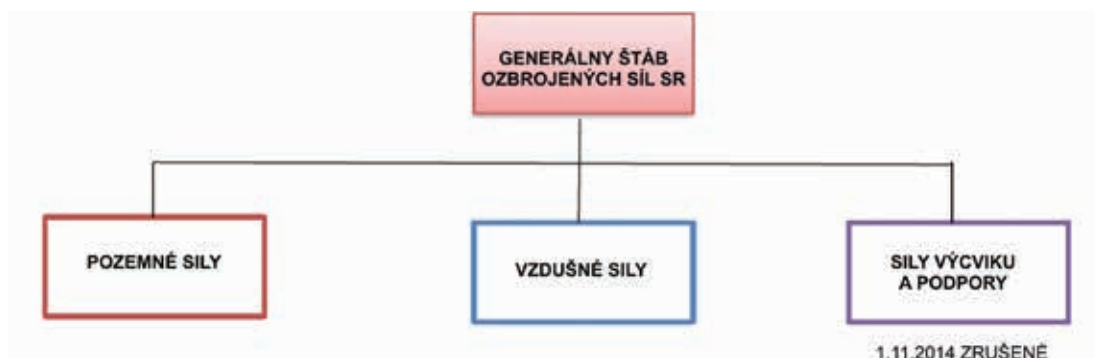 GENERÁLNY ŠTÁB
OZBROJENÝCH SÍL SR
POZEMNÉ SILY
VZDUŠNÉ SILY
SILY VÝCVIKU
A PODPORY
1.11.2014 ZRUŠENÉ